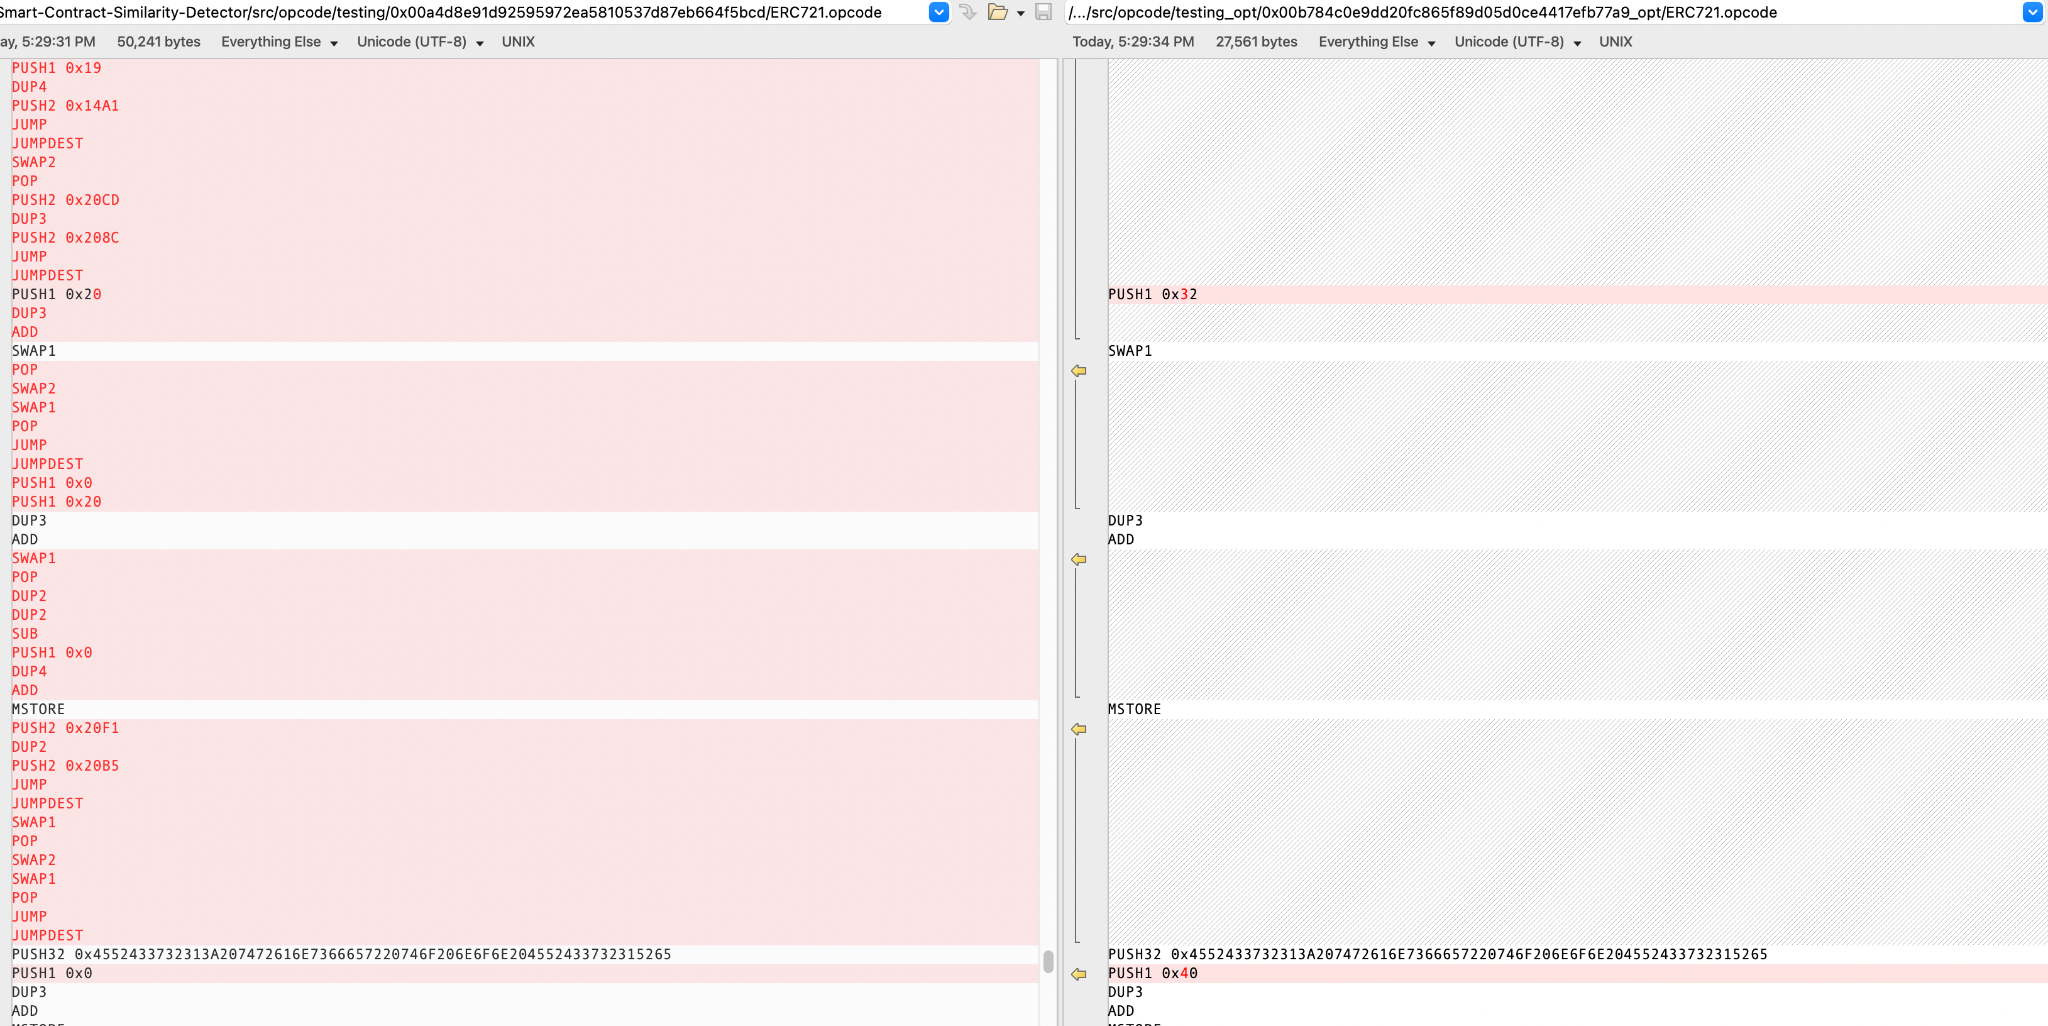 Smart-Contract-Similarity-Detector/src/opcode/testing/0x00a4d8e91d92595972ea5810537d87eb664f5bcd/ERC721.opcode
ay, 5:29:31 PM 50,241 bytes Everything Else Unicode (UTF-8) UNIX
PUSH1 0x19
DUP4
PUSH2 0x14A1
JUMP
JUMPDEST
SWAP2
POP
PUSH2 0x20CD
DUP3
PUSH2 0x208C
JUMP
JUMPDEST
PUSH1 0x20
DUP3
ADD
SWAP1
POP
SWAP2
SWAP1
POP
JUMP
JUMPDEST
PUSH1 0x0
PUSH1 0x20
DUP3
ADD
SWAP1
POP
DUP2
DUP2
SUB
PUSH1 0x0
DUP4
ADD
MSTORE
PUSH2 0x20F1
DUP2
PUSH2 0x20B5
JUMP
JUMPDEST
SWAP1
POP
SWAP2
SWAP1
POP
JUMP
JUMPDEST
PUSH32 0x4552433732313A207472616E7366657220746F206E6F6E204552433732315265
PUSH1 0x0
DUP3
ADD
MSTORE
/.../src/opcode/testing_opt/0x00b784c0e9dd20fc865f89d05d0ce4417efb77a9_opt/ERC721.opcode
Today, 5:29:34 PM 27,561 bytes Everything Else Unicode (UTF-8) UNIX
PUSH1 0x32
SWAP1
DUP3
ADD
MSTORE
PUSH32 0x4552433732313A207472616E7366657220746F206E6F6E204552433732315265
PUSH1 0x40
DUP3
ADD
MSTORE